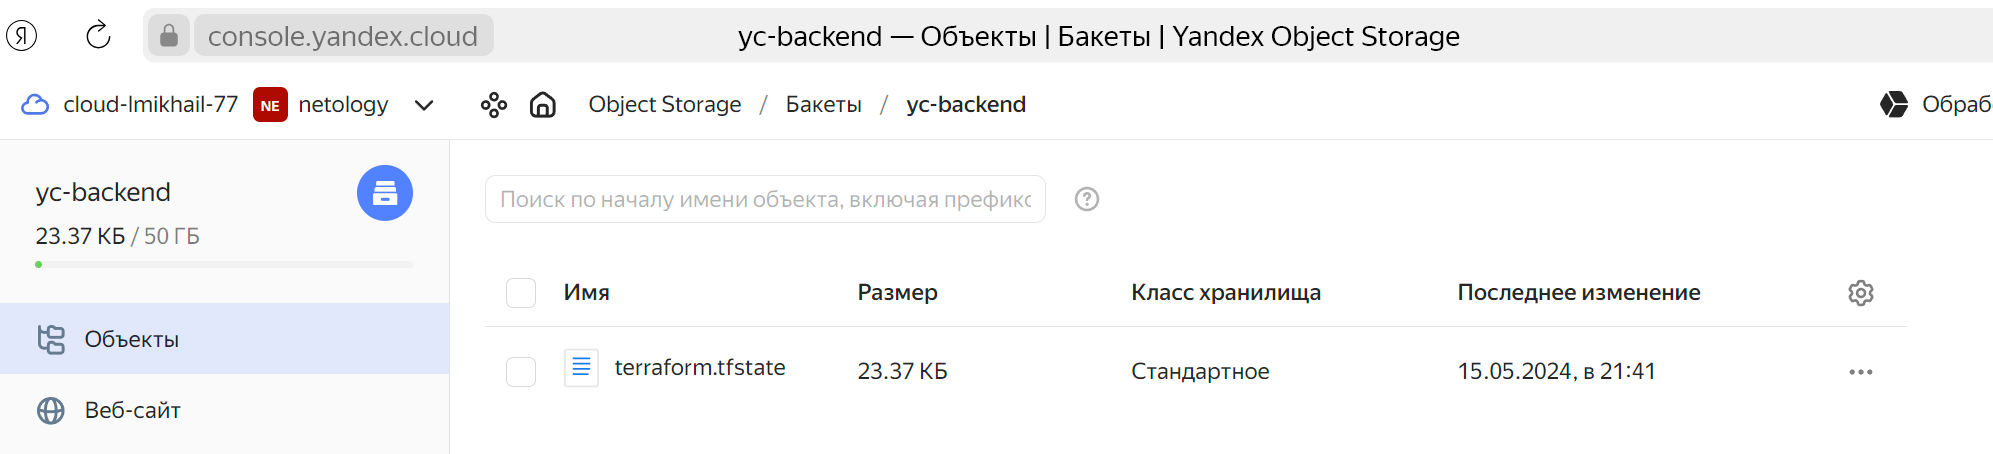 console.yandex.cloud yc-backend — Объекты | Бакеты | Yandex Object Storage
cloud-lmikhail-77 NE netology Object Storage / Бакеты / yc-backend Обраб
yc-backend
23.37 КБ / 50 ГБ
Объекты
Веб-сайт
Поиск по началу имени объекта, включая префикс
Имя Размер Класс хранилища Последнее изменение
terraform.tfstate 23.37 КБ Стандартное 15.05.2024, в 21:41